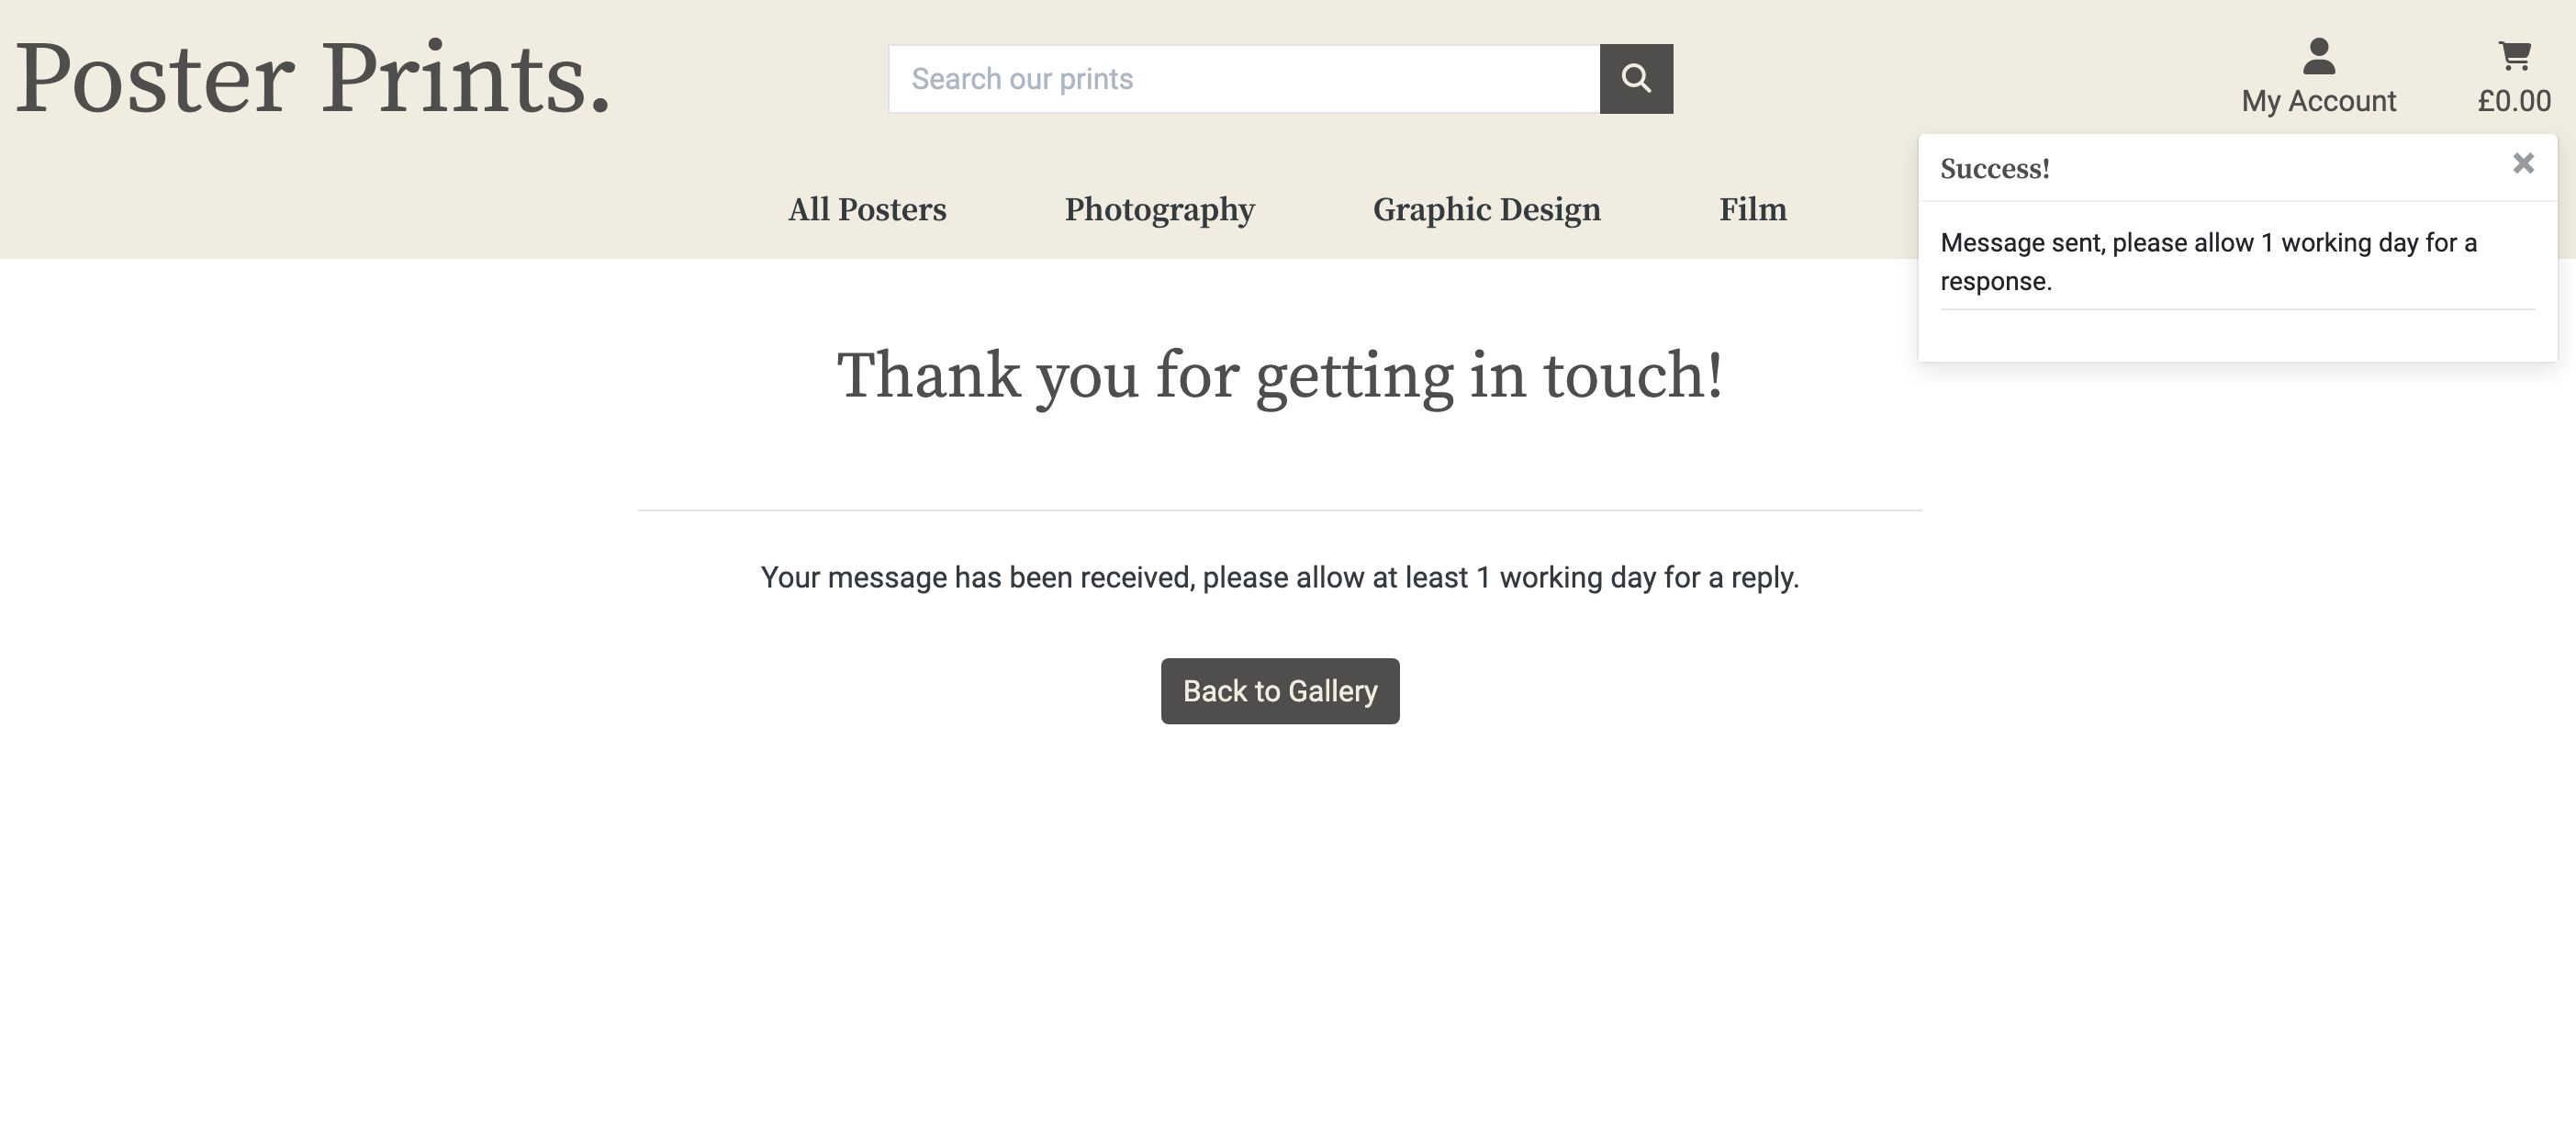 Poster Prints.
Search our prints
My Account
£0.00
All Posters
Photography
Graphic Design
Film
Success!
Message sent, please allow 1 working day for a
response.
Thank you for getting in touch!
Your message has been received, please allow at least 1 working day for a reply.
Back to Gallery